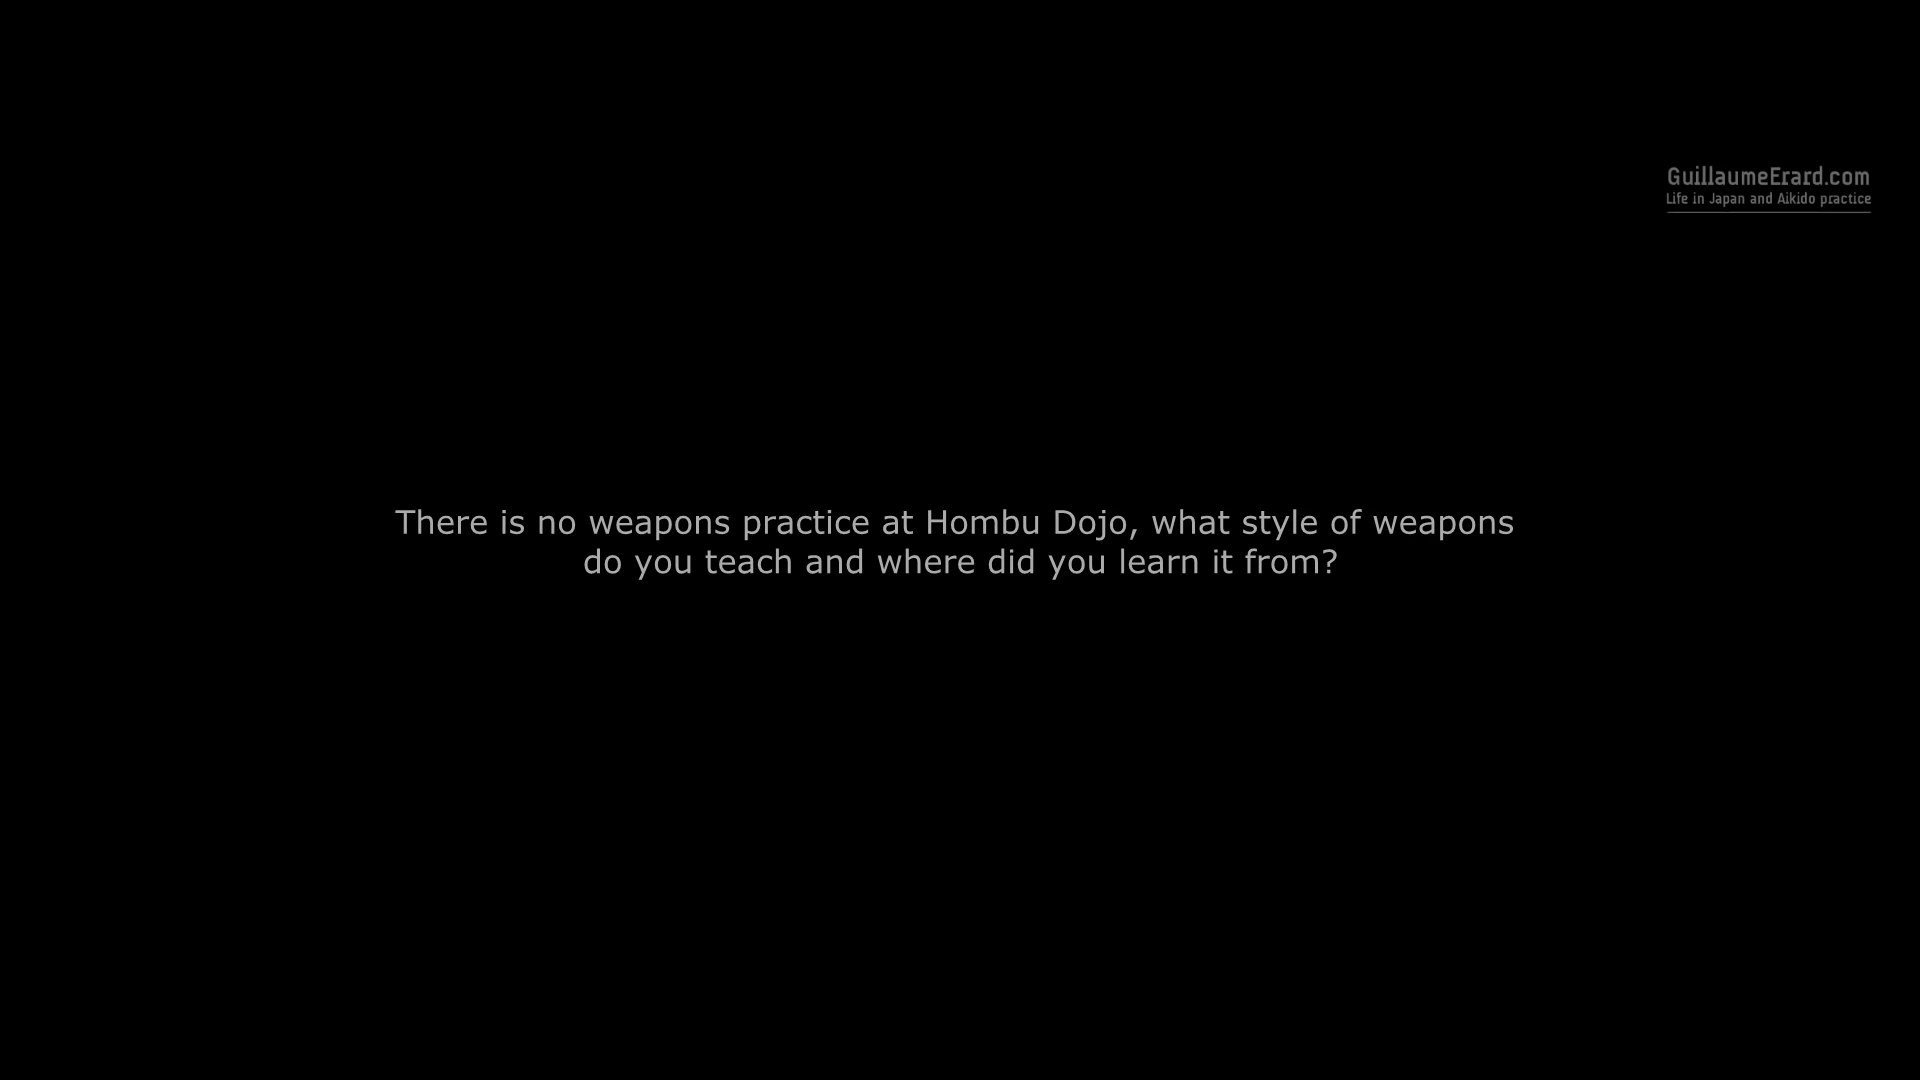 GuillaumeErard.com
Life in Japan and Aikido practice
There is no weapons practice at Hombu Dojo, what style of weapons
do you teach and where did you learn it from?